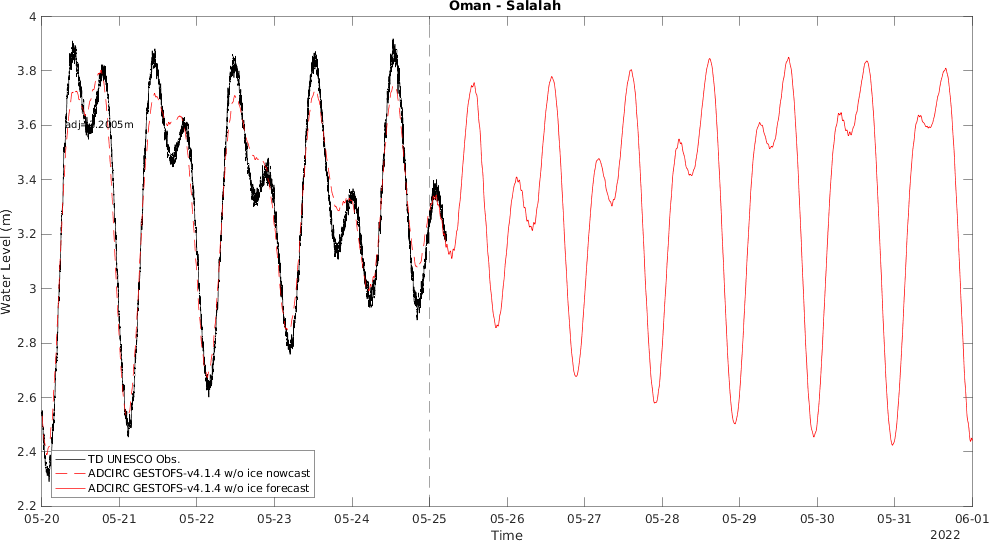 Oman - Salalah
Water Level (m)
4
3.8
3.6
3.4
3.2
3
2.8
2.6
2.4
2.2
TD UNESCO Obs.
ADCIRC GESTOFS-v4.1.4 w/o ice nowcast
ADCIRC GESTOFS-v4.1.4 w/o ice forecast
05-20 05-21 05-22 05-23 05-24 05-25 05-26 05-27 05-28 05-29 05-30 05-31 06-01
Time
2022